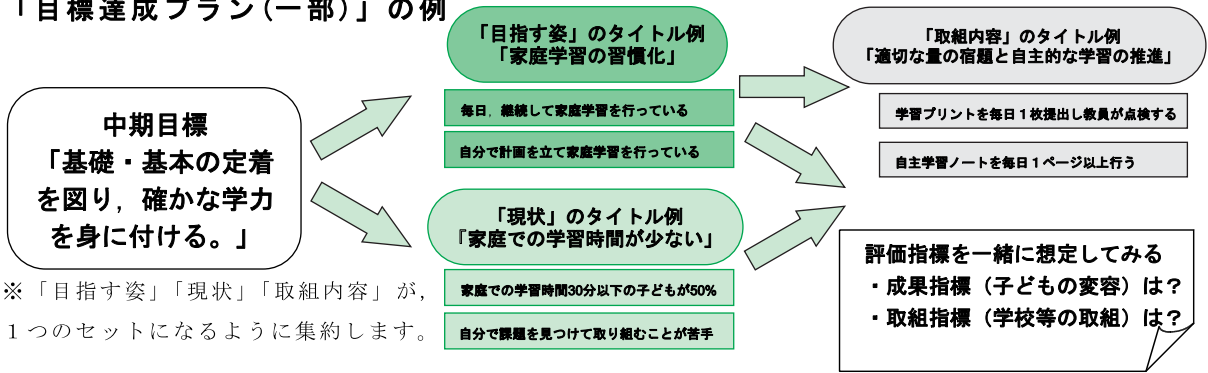 「目標達成プラン(一部)」の例
中期目標
「基礎・基本の定着
を図り，確かな学力
を身に付ける。」
※「目指す姿」「現状」「取組内容」が，
１つのセットになるように集約します。
「目指す姿」のタイトル例
「家庭学習の習慣化」
毎日，継続して家庭学習を行っている
自分で計画を立て家庭学習を行っている
「現状」のタイトル例
『家庭での学習時間が少ない」
家庭での学習時間30分以下の子どもが50%
自分で課題を見つけて取り組むことが苦手
「取組内容」のタイトル例
「適切な量の宿題と自主的な学習の推進」
学習プリントを毎日１枚提出し教員が点検する
自主学習ノートを毎日１ページ以上行う
評価指標を一緒に想定してみる
・成果指標（子どもの変容）は？
・取組指標（学校等の取組）は？